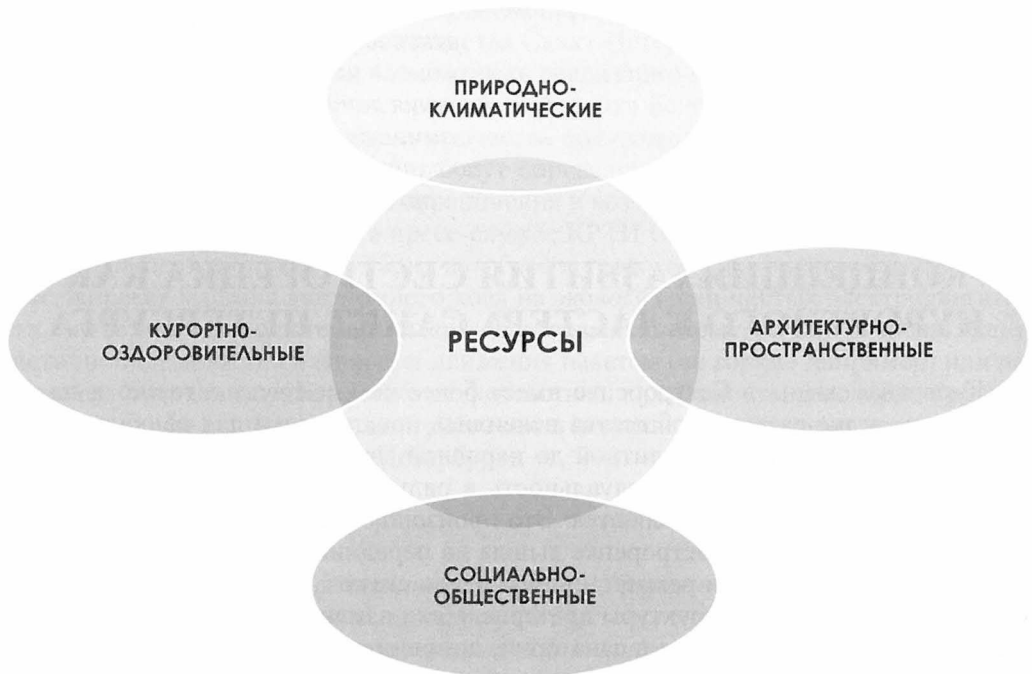 ПРИРОДНО-
КЛИМАТИЧЕСКИЕ
КУРОРТНО-
ОЗДОРОВИТЕЛЬНЫЕ
РЕСУРСЫ
АРХИТЕКТУРНО-
ПРОСТРАНСТВЕННЫЕ
СОЦИАЛЬНО-
ОБЩЕСТВЕННЫЕ